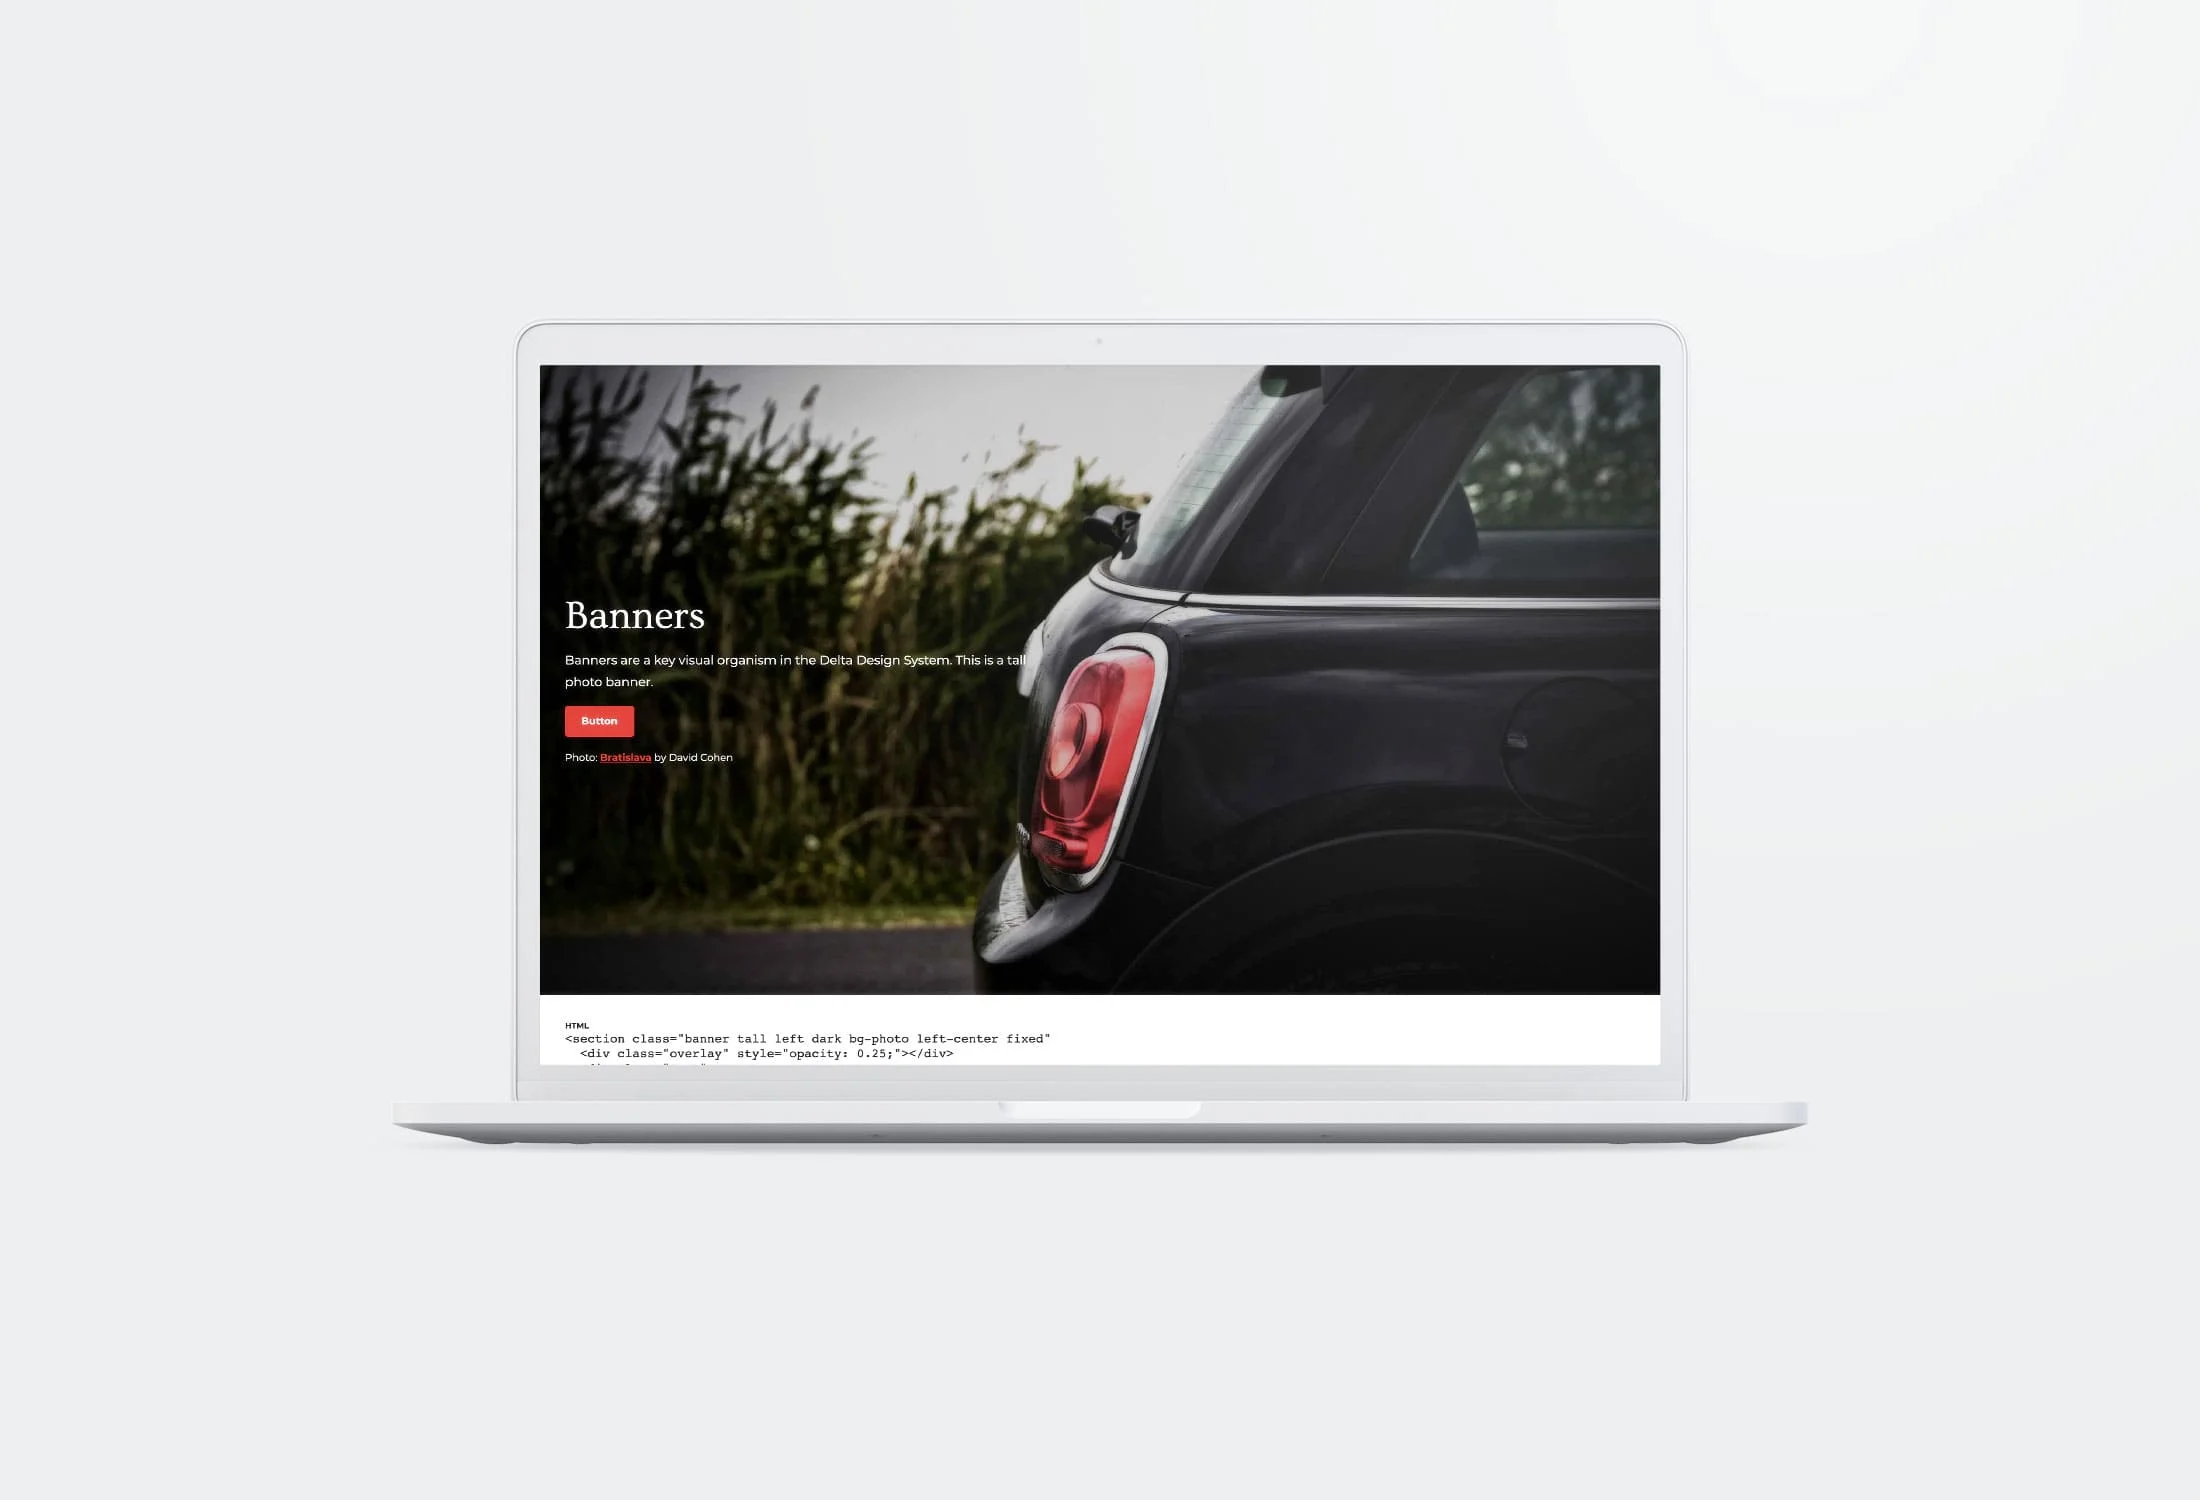 Banners
Banners are a key visual organism in the Delta Design System. This is a tall
photo banner.
Button
Photo: Bratislava by David Cohen
HTML
<section class="banner tall left dark bg-photo left-center fixed"
<div class="overlay" style="opacity: 0.25;"></div>